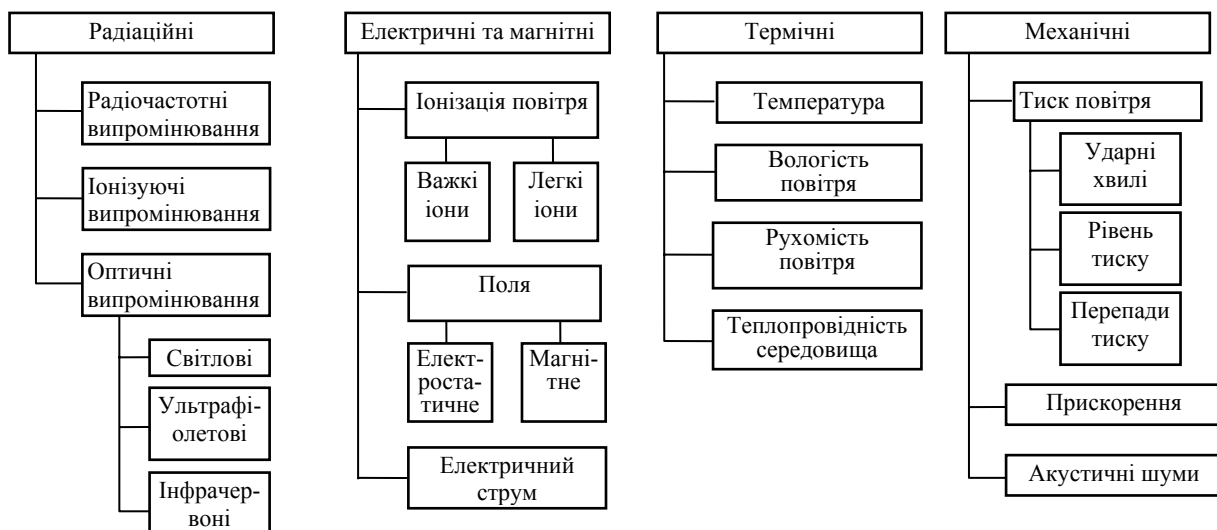 Радіаційні
Радіочастотні
випромінювання
Іонізуючі
випромінювання
Оптичні
випромінювання
Світлові
Ультрафі-
олетові
Інфрачер-
воні
Електричні та магнітні
Іонізація повітря
Важкі
іони
Легкі
іони
Поля
Елект-
роста-
тичне
Магні-
тне
Електричний
струм
Термічні
Температура
Вологість
повітря
Рухомість
повітря
Теплопровідність
середовища
Механічні
Тиск повітря
Ударні
хвилі
Рівень
тиску
Перепади
тиску
Прискорення
Акустичні шуми